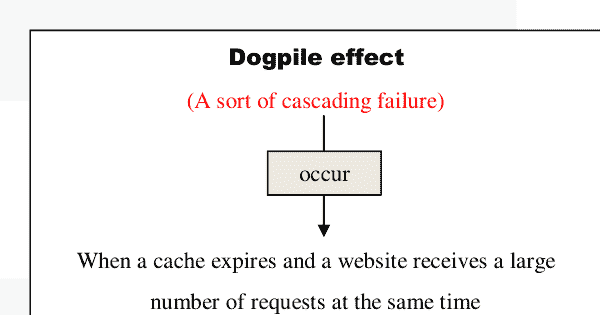 Dogpile effect
(A sort of cascading failure)
occur
When a cache expires and a website receives a large
number of requests at the same time